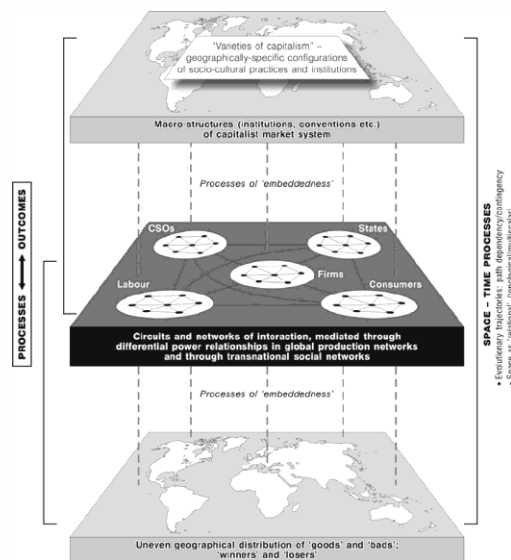 "Varieties of capitalism" –
geographically-specific configurations
of socio-cultural practices and institutions
Macro-structures (institutions, conventions etc.)
of capitalist market system
Processes of 'embeddedness'
CSOs
States
Firms
Labour
Consumers
Circuits and networks of interaction, mediated through
differential power relationships in global production networks
and through transnational social networks
Processes of 'embeddedness'
Uneven geographical distribution of 'goods' and 'bads';
'winners' and 'losers'
PROCESSES ⟷ OUTCOMES
SPACE – TIME PROCESSES
• Evolutionary trajectories: path dependency/contingency
• Space as 'relational'